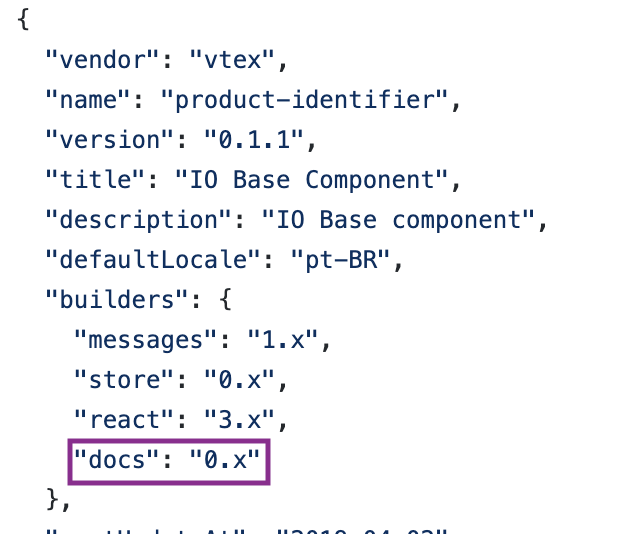 {
"vendor": "vtex",
"name": "product-identifier",
"version": "0.1.1",
"title": "IO Base Component",
"description": "IO Base component",
"defaultLocale": "pt-BR",
"builders": {
"messages": "1.x",
"store": "0.x",
"react": "3.x",
"docs": "0.x"
},